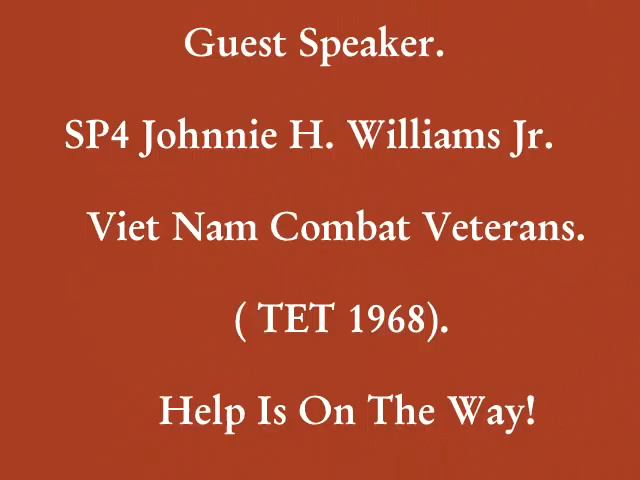 Guest Speaker.
SP4 Johnnie H. Williams Jr.
Viet Nam Combat Veterans.
( TET 1968).
Help Is On The Way!